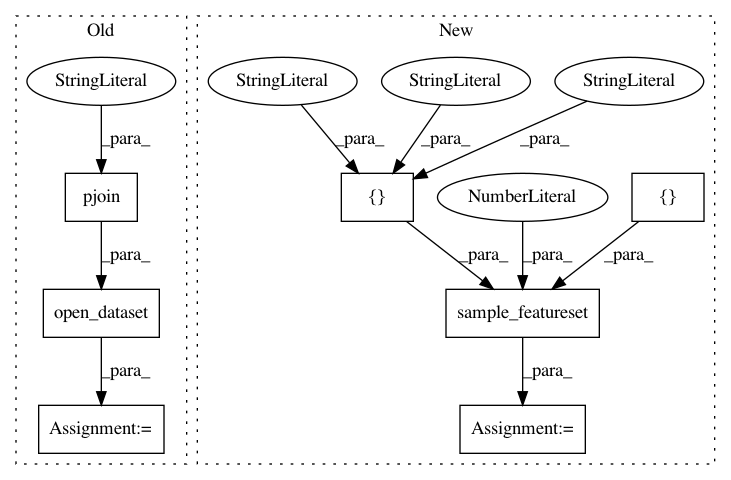 Old
New
StringLiteral
StringLiteral
StringLiteral
StringLiteral
_para_
_para_
_para_
_para_
pjoin
{}
NumberLiteral
{}
_para_
_para_
_para_
_para_
open_dataset
sample_featureset
_para_
_para_
Assignment:=
Assignment:=